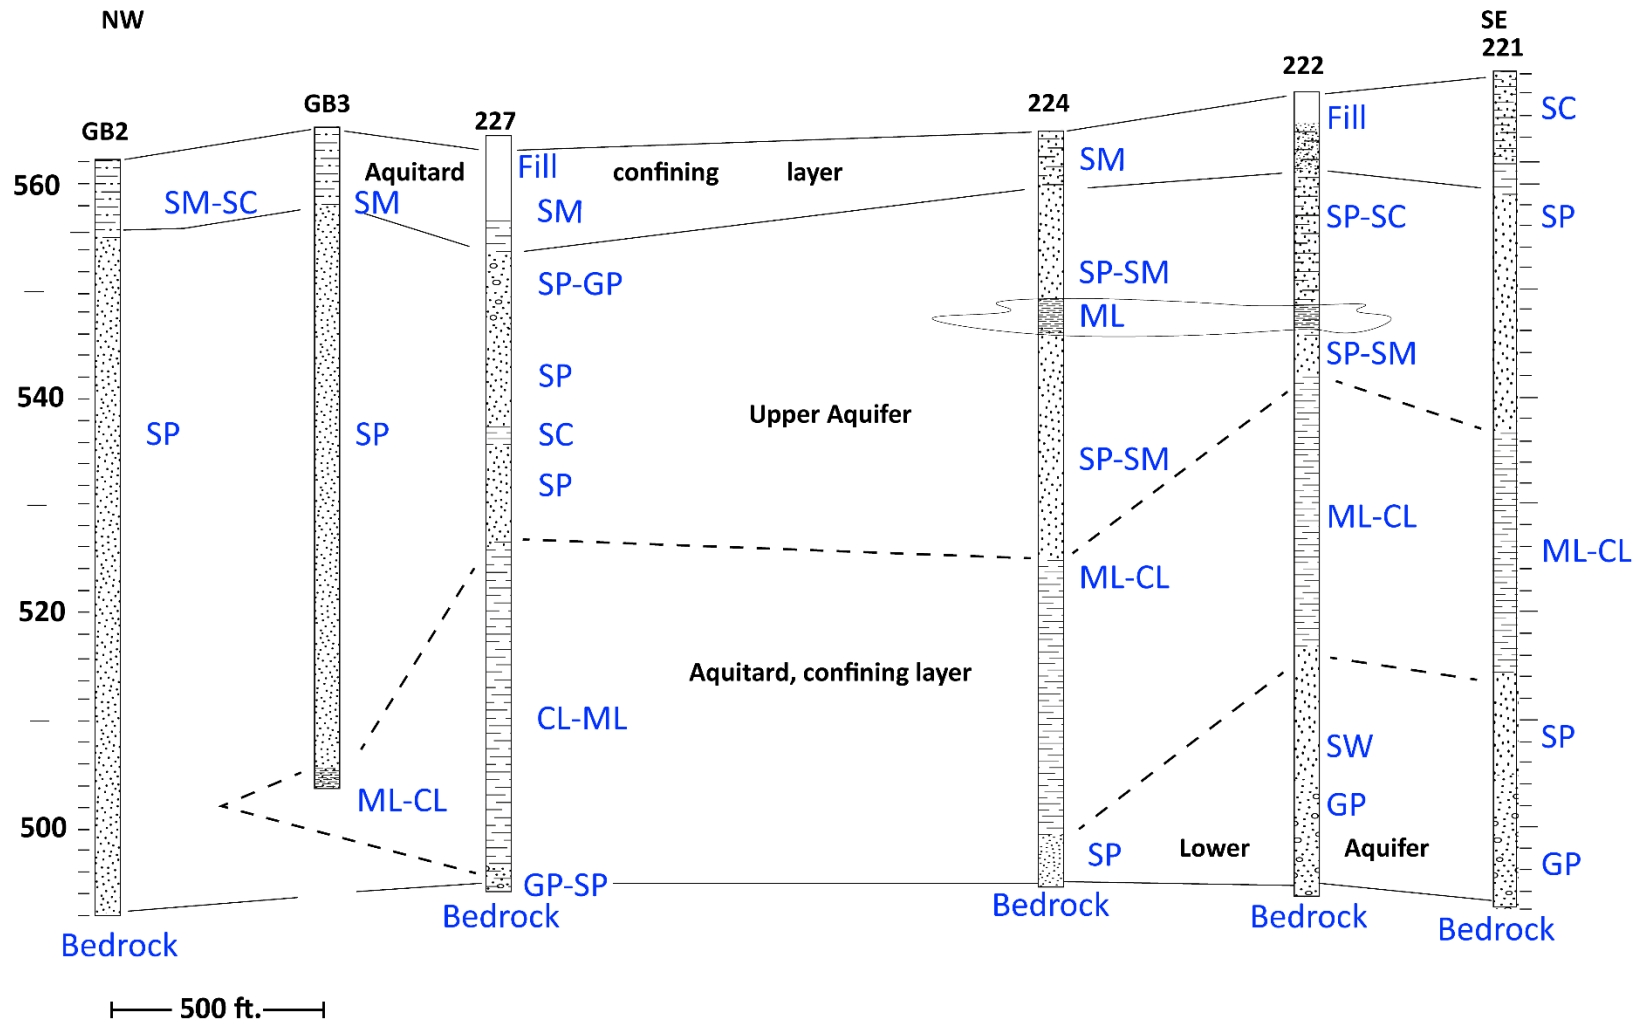 NW
SE
221
222
GB3
224
227
GB2
SC
Fill
Aquitard
Fill
confining
layer
SM
560
SM-SC
SM
SM
SP-SC
SP
SP-GP
SP-SM
ML
SP-SM
SP
540
Upper Aquifer
SP
SP
SC
SP-SM
SP
ML-CL
ML-CL
ML-CL
520
Aquitard, confining layer
CL-ML
SP
SW
ML-CL
GP
500
SP
Lower
Aquifer
GP
GP-SP
Bedrock
Bedrock
Bedrock
Bedrock
Bedrock
500 ft.